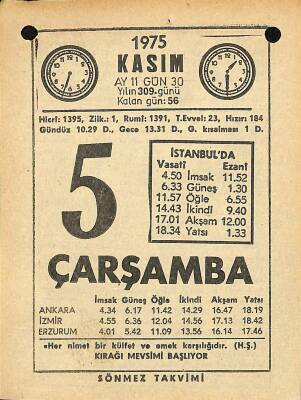 1975
KASIM
AY 11 GÜN 30
Yılın 309. günü
Kalan gün: 56
Hicrî: 1395, Zilk.: 1, Rumî: 1391, T.Evvel: 23, Hızır: 184
Gündüz 10.29 D., Gece 13.31 D., G. kısalması 1 D.
5
İSTANBUL'DA
Vasatî Ezanî
4.50 İmsak 11.52
6.33 Güneş 1.30
11.57 Öğle 6.55
14.43 İkindi 9.40
17.01 Akşam 12.00
18.34 Yatsı 1.33
ÇARŞAMBA
İmsak Güneş Öğle İkindi Akşam Yatsı
ANKARA 4.34 6.17 11.42 14.29 16.47 18.19
İZMİR 4.55 6.36 12.04 14.56 17.13 18.42
ERZURUM 4.01 5.42 11.09 13.56 16.14 17.46
«Her nimet bir külfet ve emek karşılığıdır. (H.Ş.)
KIRAĞI MEVSİMİ BAŞLIYOR
SÖNMEZ TAKVİMİ